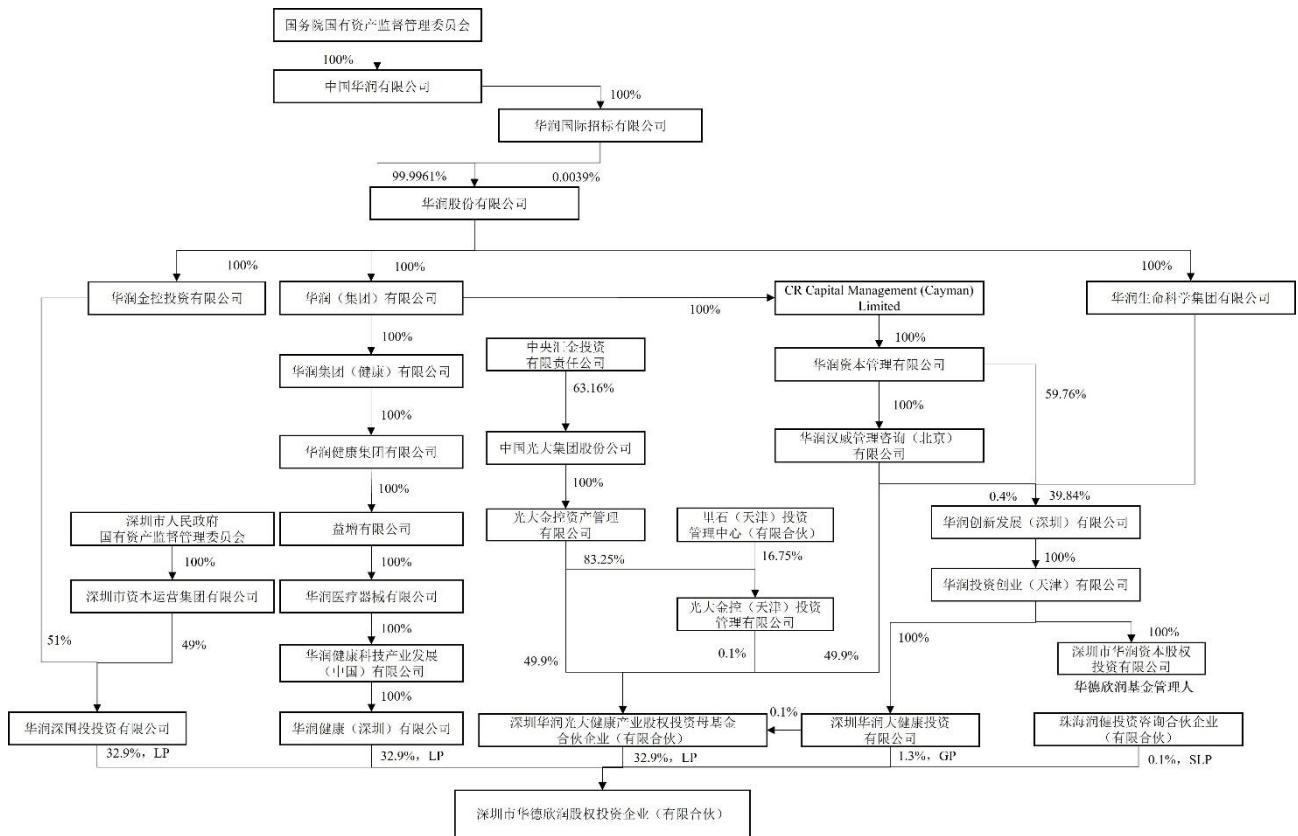 国务院国有资产监督管理委员会
100%
中国华润有限公司
100%
华润国际招标有限公司
99.9961%
0.0039%
华润股份有限公司
100%
100%
100%
华润金控投资有限公司
华润（集团）有限公司
100%
CR Capital Management (Cayman)
Limited
华润生命科学集团有限公司
100%
100%
中央汇金投资
有限责任公司
华润集团（健康）有限公司
华润资本管理有限公司
63.16%
59.76%
100%
100%
华润健康集团有限公司
中国光大集团股份公司
华润汉威管理咨询（北京）
有限公司
100%
100%
0.4%
39.84%
深圳市人民政府
国有资产监督管理委员会
益增有限公司
光大金控资产管理
有限公司
（天津）投资
管理中心（有限合伙）
华润创新发展（深圳）有限公司
100%
100%
83.25%
16.75%
100%
深圳市资本运营集团有限公司
华润医疗器械有限公司
华润投资创业（天津）有限公司
光大金控（天津）投资
管理有限公司
51%
49%
100%
49.9%
0.1%
49.9%
100%
100%
华润健康科技产业发展
（中国）有限公司
深圳市华润资本股权
投资有限公司
华德欣润基金管理人
100%
华润深国投投资有限公司
华润健康（深圳）有限公司
深圳华润光大健康产业股权投资母基金
合伙企业（有限合伙）
0.1%
深圳华润大健康投资
有限公司
珠海润健投资咨询合伙企业
（有限合伙）
32.9%，LP
32.9%，LP
32.9%，LP
1.3%，GP
0.1%，SLP
深圳市华德欣润股权投资企业（有限合伙）